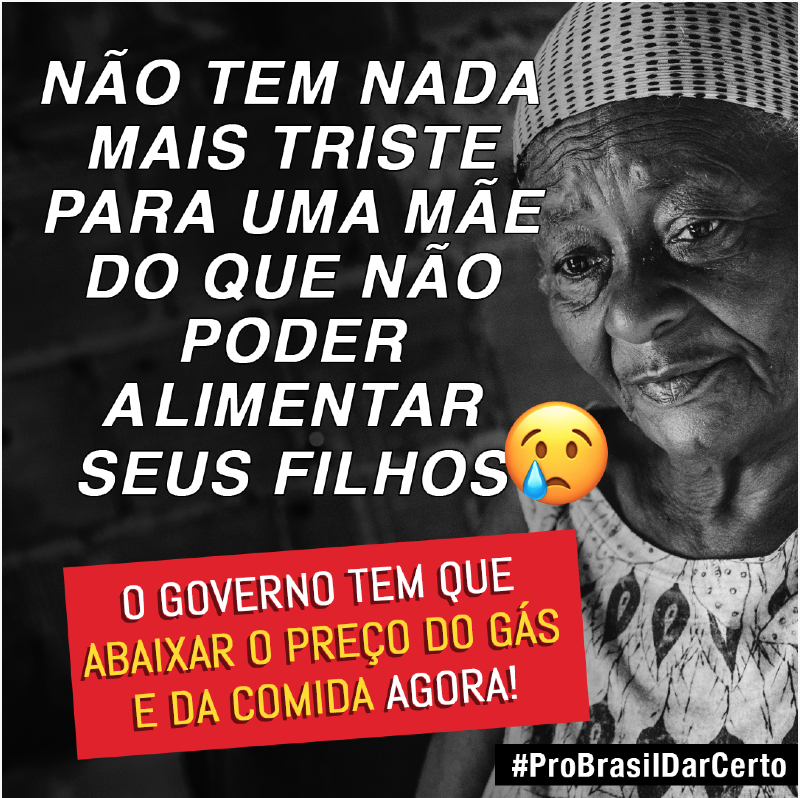 NÃO TEM NADA
MAIS TRISTE
PARA UMA MÃE
DO QUE NÃO
PODER
ALIMENTAR
SEUS FILHOS
O GOVERNO TEM QUE
ABAIXAR O PREÇO DO GÁS
E DA COMIDA AGORA!
#ProBrasilDarCerto